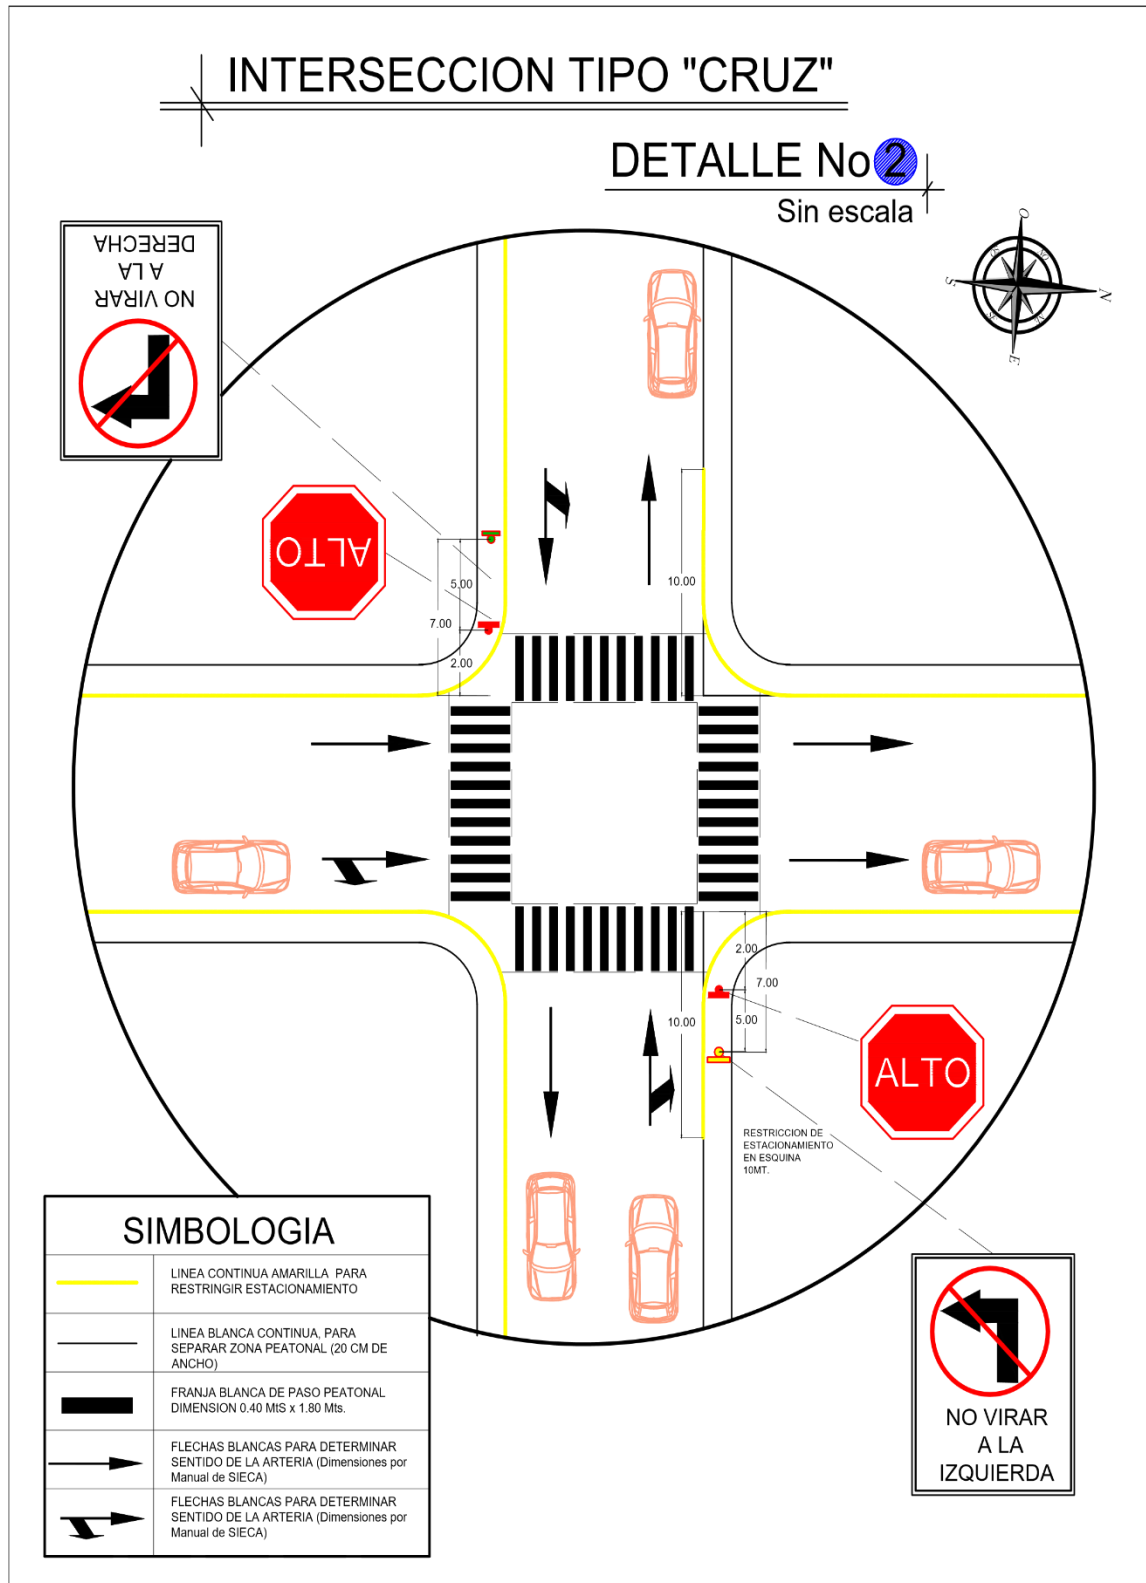 INTERSECCION TIPO "CRUZ"
DETALLE No 2
Sin escala
O
N
S
E
NO VIRAR
A LA
DERECHA
ALTO
5.00
7.00
2.00
10.00
10.00
2.00
7.00
5.00
ALTO
RESTRICCION DE
ESTACIONAMIENTO
EN ESQUINA
10MT.
NO VIRAR
A LA
IZQUIERDA
SIMBOLOGIA
LINEA CONTINUA AMARILLA PARA
RESTRINGIR ESTACIONAMIENTO
LINEA BLANCA CONTINUA, PARA
SEPARAR ZONA PEATONAL (20 CM DE
ANCHO)
FRANJA BLANCA DE PASO PEATONAL
DIMENSION 0.40 MtS x 1.80 Mts.
FLECHAS BLANCAS PARA DETERMINAR
SENTIDO DE LA ARTERIA (Dimensiones por
Manual de SIECA)
FLECHAS BLANCAS PARA DETERMINAR
SENTIDO DE LA ARTERIA (Dimensiones por
Manual de SIECA)